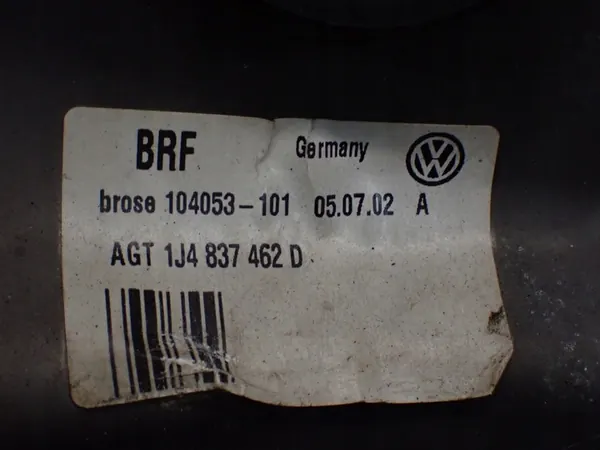 BRF Germany
brose 104053-101 05.07.02 A
AGT 1J4 837 462 D